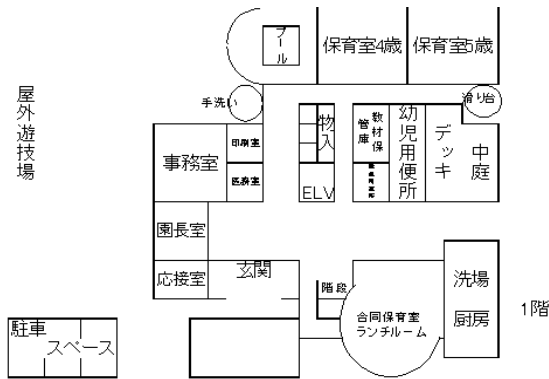 プール
保育室4歳
保育室5歳
屋外遊技場
手洗い
滑り台
物入
教材保
管庫
幼児用便所
デッキ
中庭
事務室
印刷室
医務室
ELV
園長室
応接室
玄関
階段
合同保育室
ランチルーム
洗場
厨房
1階
駐車
スペース